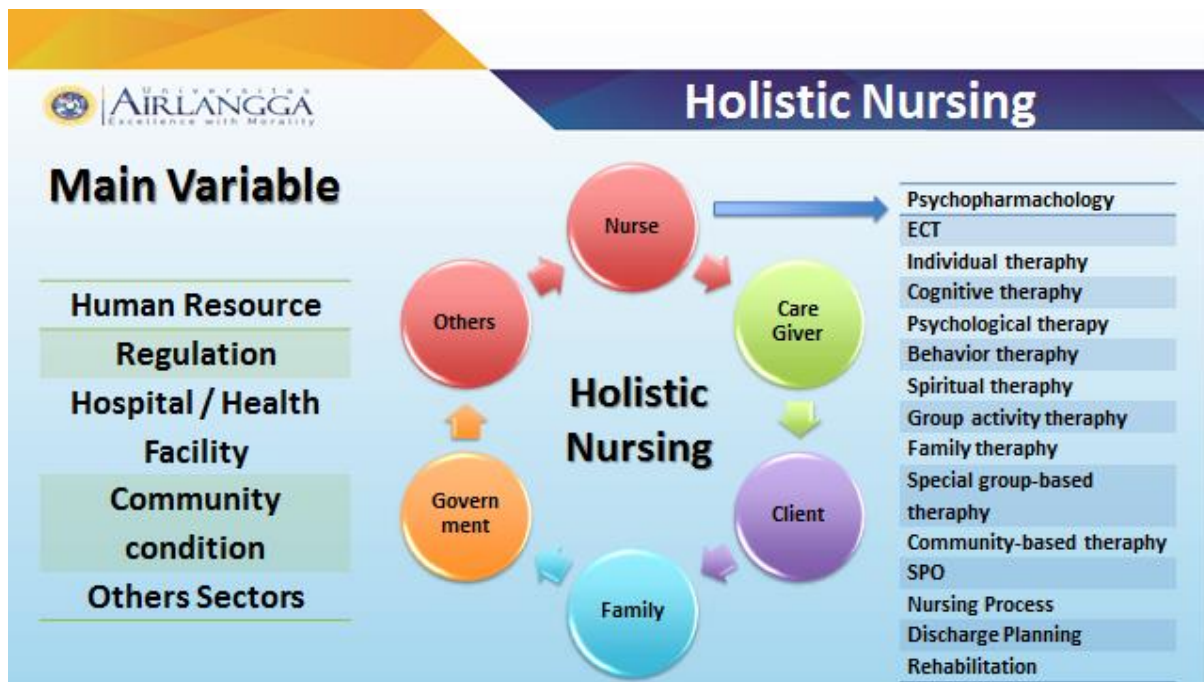 Universitas
AIRLANGGA
Excellence with Morality
Holistic Nursing
Main Variable
Human Resource
Regulation
Hospital / Health
Facility
Community
condition
Others Sectors
Nurse
Care
Giver
Client
Family
Govern
ment
Others
Holistic
Nursing
Psychopharmachology
ECT
Individual theraphy
Cognitive theraphy
Psychological therapy
Behavior theraphy
Spiritual theraphy
Group activity theraphy
Family theraphy
Special group-based
theraphy
Community-based theraphy
SPO
Nursing Process
Discharge Planning
Rehabilitation